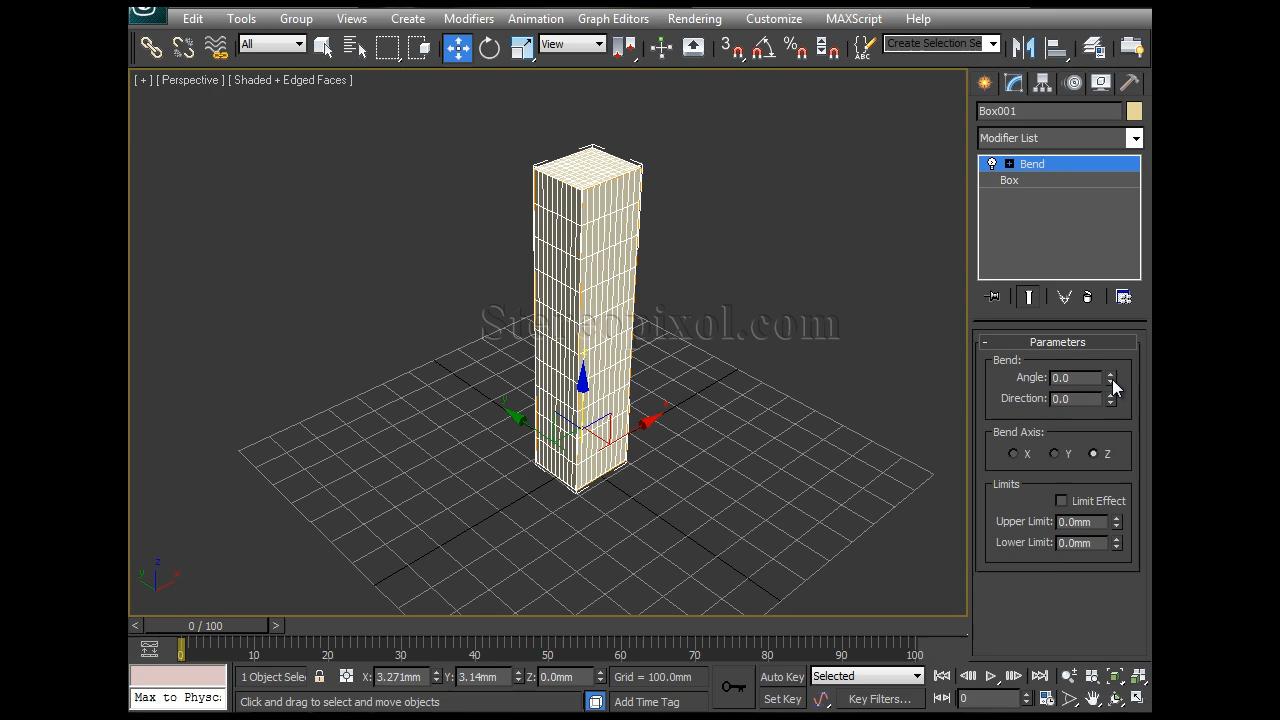 Edit Tools Group Views Create Modifiers Animation Graph Editors Rendering Customize MAXScript Help
All View 3 % ABC Create Selection Se
[ + ] [ Perspective ] [ Shaded + Edged Faces ]
Box001
Modifier List
Bend
Box
Parameters
Bend:
Angle: 0.0
Direction: 0.0
Bend Axis:
X Y Z
Limits
Limit Effect
Upper Limit: 0.0mm
Lower Limit: 0.0mm
z
y x
y x
0 / 100
0 10 20 30 40 50 60 70 80 90 100
1 Object Selec X: 3.271mm Y: 3.14mm Z: 0.0mm Grid = 100.0mm Auto Key Selected
Max to Physc: Click and drag to select and move objects Add Time Tag Set Key Key Filters... 0